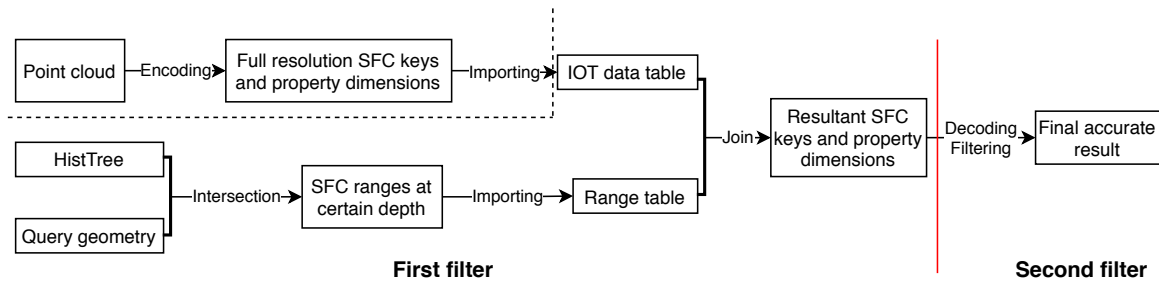 Point cloud
Encoding
Full resolution SFC keys
and property dimensions
Importing
IOT data table
HistTree
Query geometry
Intersection
SFC ranges at
certain depth
Importing
Range table
Join
Resultant SFC
keys and property
dimensions
Decoding
Filtering
Final accurate
result
First filter
Second filter